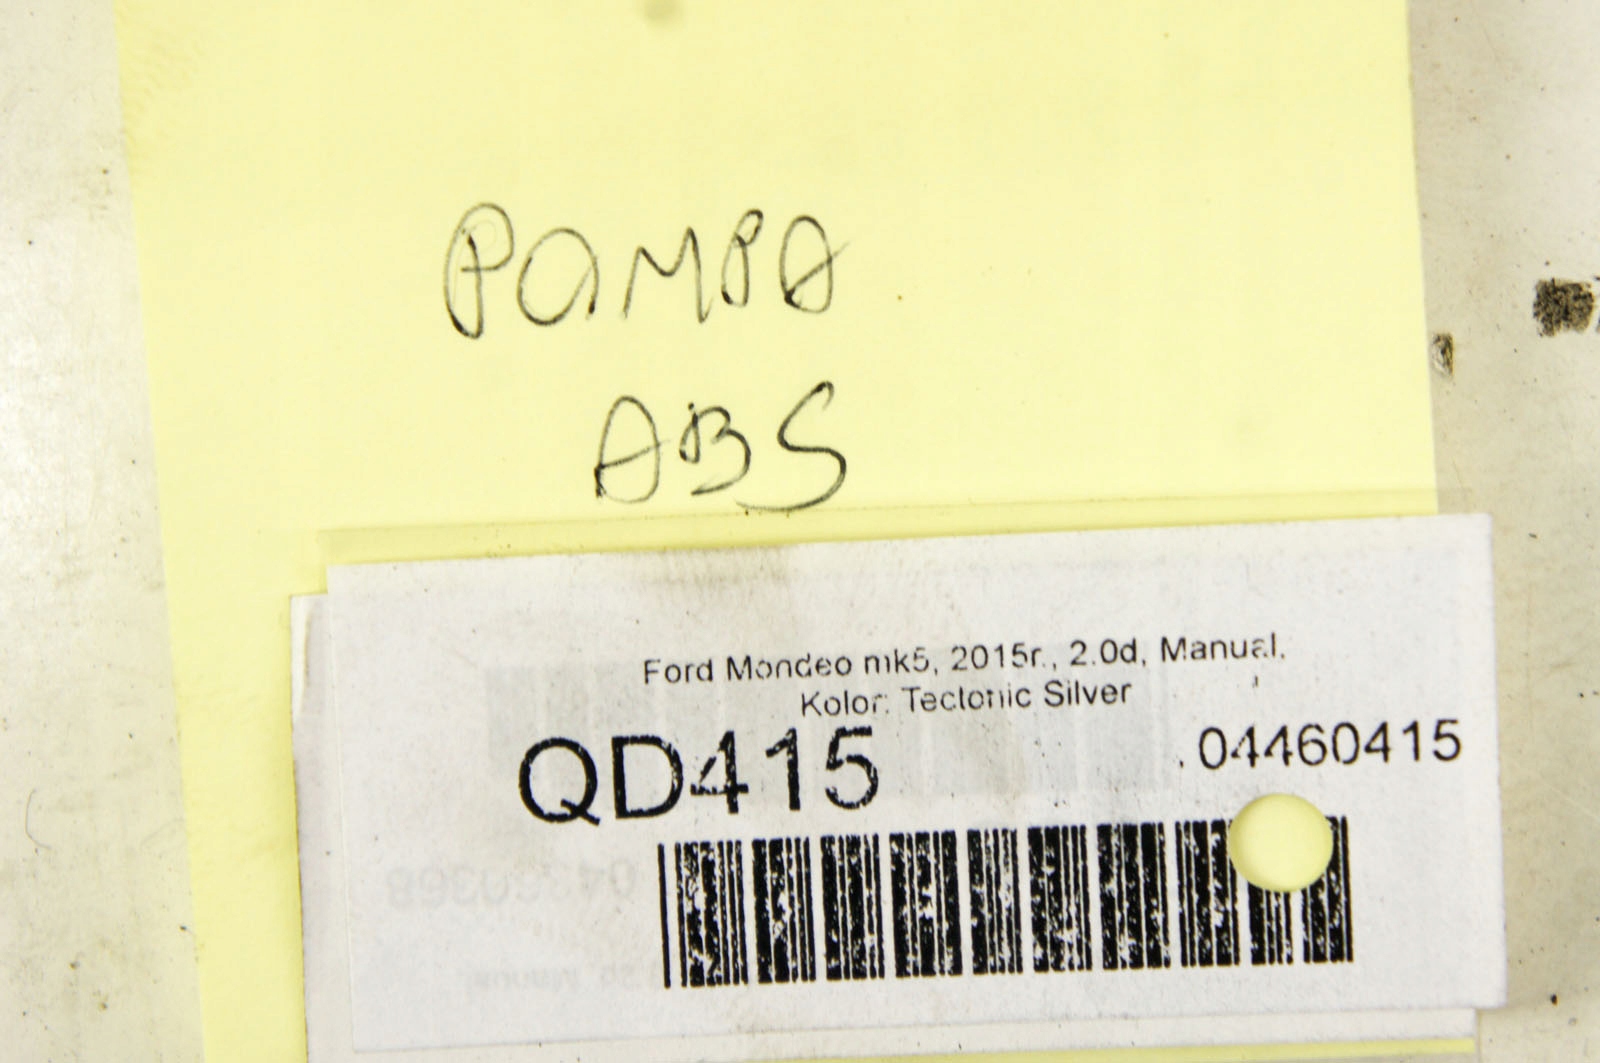 POMPA
ABS
Ford Mondeo mk5, 2015r., 2.0d, Manual,
Kolor: Tectonic Silver
QD415
04460415